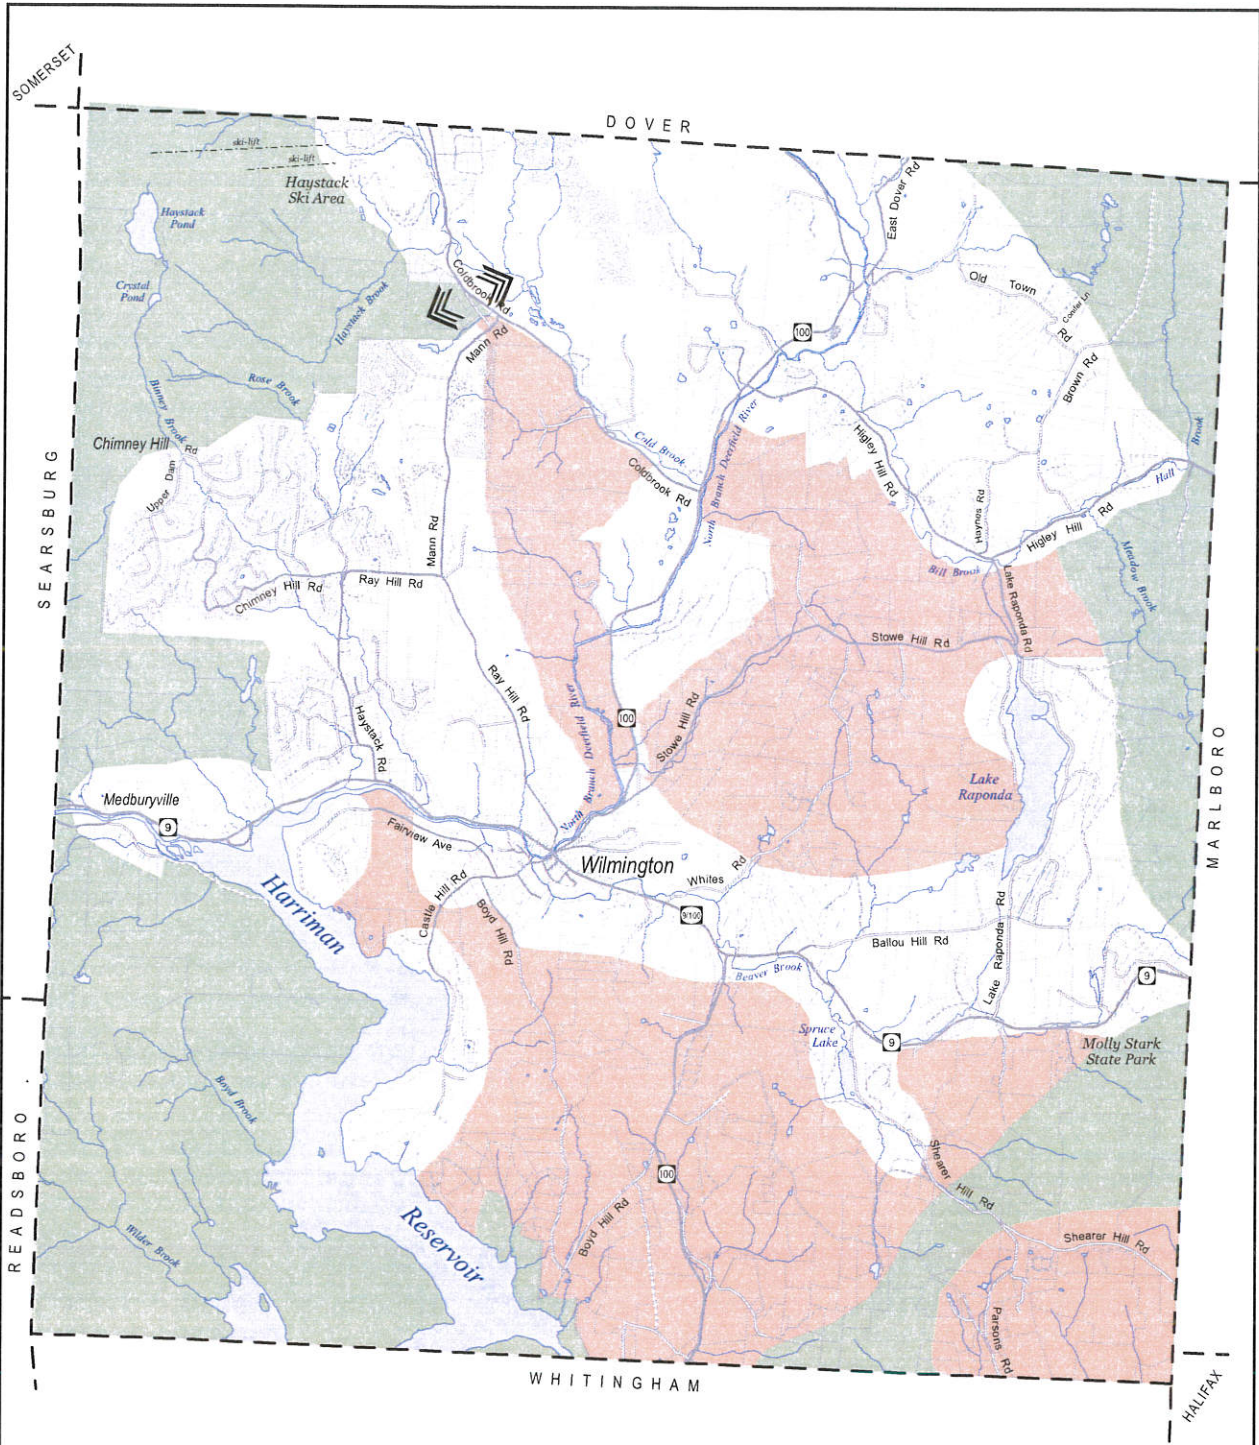 SOMERSET
DOVER
ski-lift
ski-lift
Haystack
Ski Area
East Dover Rd
Haystack
Pond
Coldbrook Rd
Old Town Rd
Crystal
Pond
Conifer Ln
Haystack Brook
100
Mann Rd
Brown Rd
Rose Brook
Binney Brook
North Branch Deerfield River
Brook
Higley Hill Rd
Cold Brook
Chimney Hill Rd
Upper Dam
Coldbrook Rd
Hall
SEARSBURG
Haynes Rd
Higley Hill Rd
Mann Rd
Meadow Brook
Bill Brook
Chimney Hill Rd
Ray Hill Rd
Lake Raponda Rd
Stowe Hill Rd
Ray Hill Rd
North Branch Deerfield River
100
Stowe Hill Rd
Haystack Rd
MARLBORO
Lake
Raponda
Medburyville
9
Fairview Ave
Wilmington
Whites Rd
Castle Hill Rd
Harriman
Boyd Hill Rd
9/100
Ballou Hill Rd
Lake Raponda Rd
Beaver Brook
9
Spruce
Lake
9
Molly Stark
State Park
Boyd Brook
READSBORO
Shearer Hill Rd
100
Boyd Hill Rd
Reservoir
Shearer Hill Rd
Wilder Brook
Parsons Rd
WHITINGHAM
HALIFAX